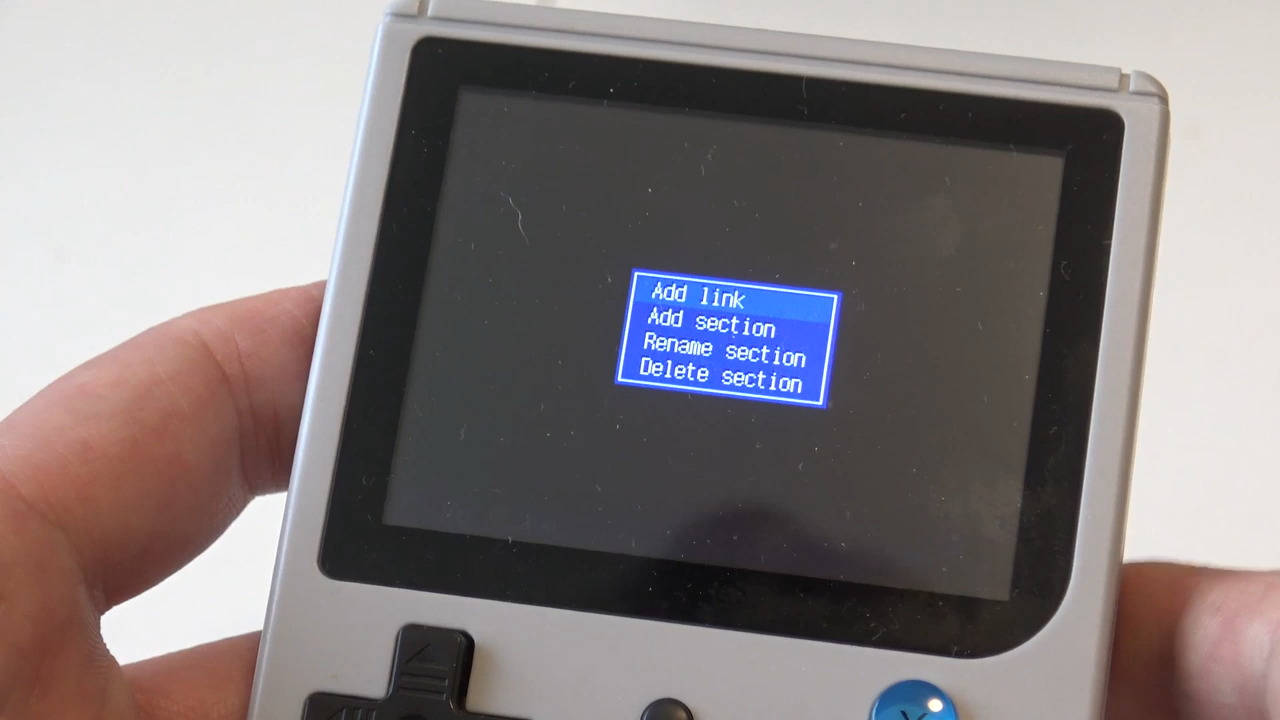 Add link
Add section
Rename section
Delete section